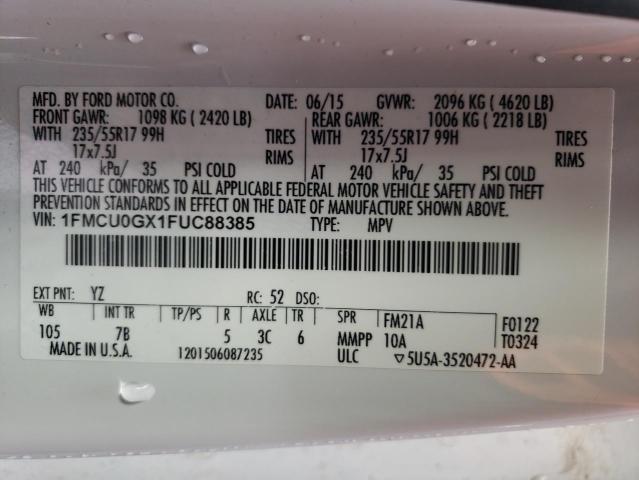 MFD. BY FORD MOTOR CO. DATE: 06/15 GVWR: 2096 KG ( 4620 LB)
FRONT GAWR: 1098 KG ( 2420 LB) REAR GAWR: 1006 KG ( 2218 LB)
WITH 235/55R17 99H TIRES WITH 235/55R17 99H TIRES
17x7.5J RIMS 17x7.5J RIMS
AT 240 kPa/ 35 PSI COLD AT 240 kPa/ 35 PSI COLD
THIS VEHICLE CONFORMS TO ALL APPLICABLE FEDERAL MOTOR VEHICLE SAFETY AND THEFT
PREVENTION STANDARDS IN EFFECT ON THE DATE OF MANUFACTURE SHOWN ABOVE.
VIN: 1FMCU0GX1FUC88385 TYPE: MPV
EXT PNT: YZ RC: 52 DSO:
WB INT TR TP/PS R AXLE TR SPR FM21A F0122
105 7B 5 3C 6 MMPP 10A T0324
MADE IN U.S.A. 1201506087235 ULC ▽5U5A-3520472-AA